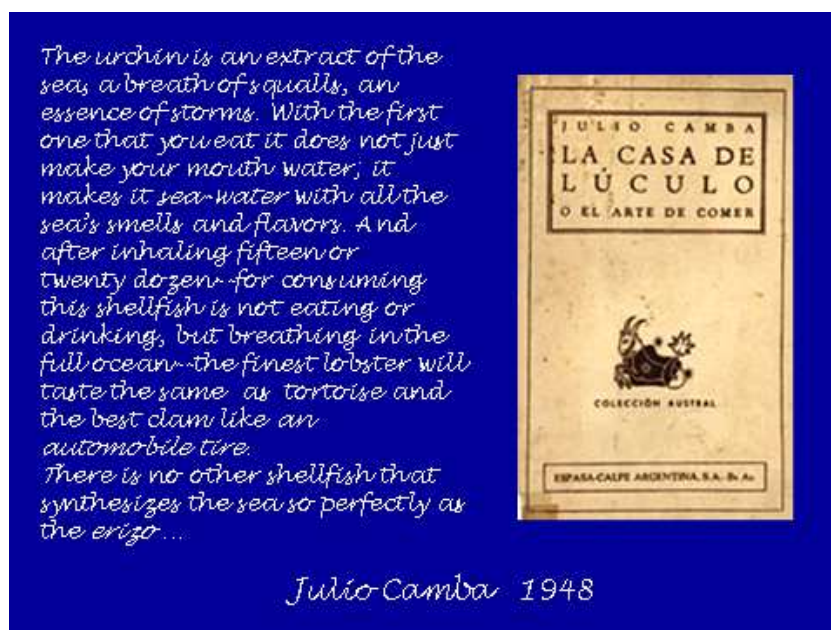 The urchin is an extract of the
sea, a breath of squalls, an
essence of storms. With the first
one that you eat it does not just
make your mouth water; it
makes it sea-water with all the
sea's smells and flavors. And
after inhaling fifteen or
twenty dozen--for consuming
this shellfish is not eating or
drinking, but breathing in the
full ocean--the finest lobster will
taste the same as tortoise and
the best clam like an
automobile tire.
There is no other shellfish that
synthesizes the sea so perfectly as
the erizo...
JULIO CAMBA
LA CASA DE
LÚCULO
O EL ARTE DE COMER
COLECCIÓN AUSTRAL
ESPASA-CALPE ARGENTINA, S.A.- Bs. As.
Julio Camba 1948